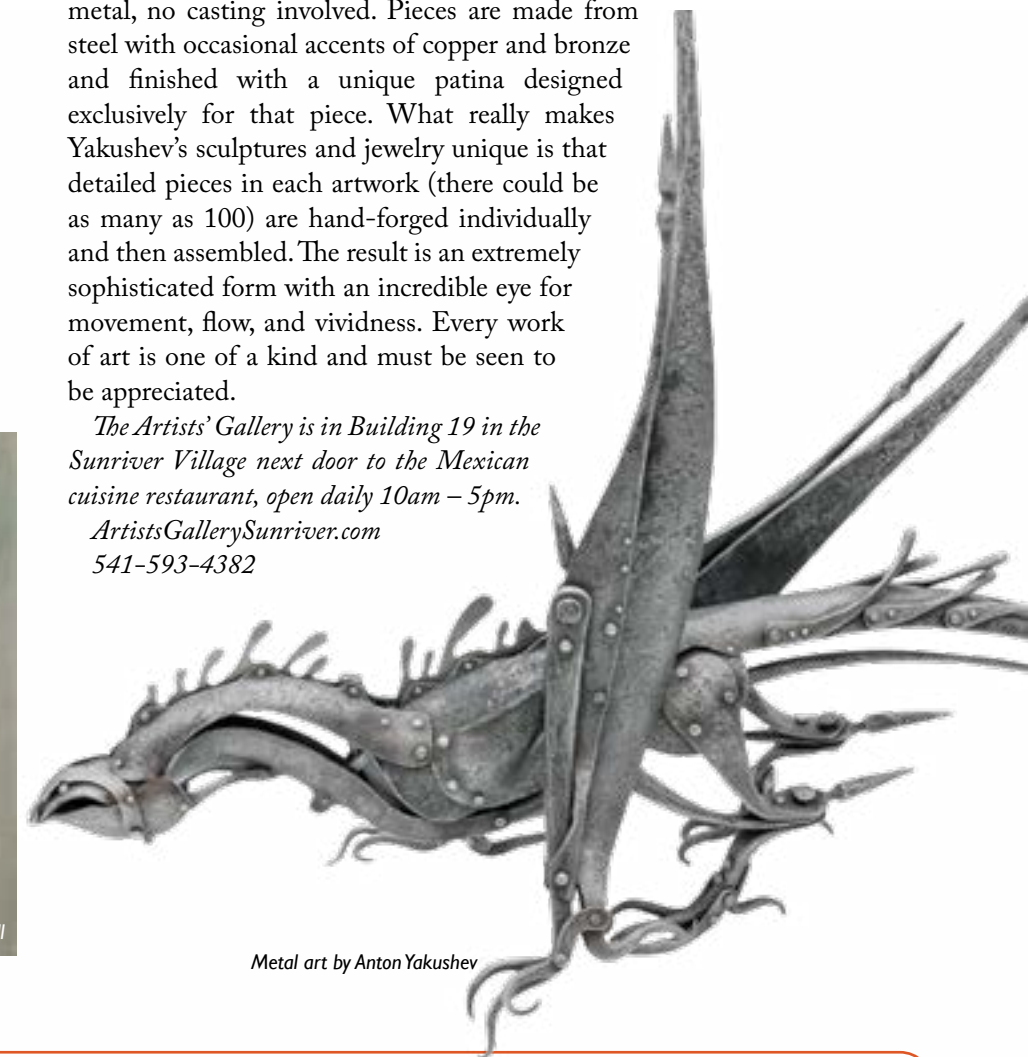 metal, no casting involved. Pieces are made from
steel with occasional accents of copper and bronze
and finished with a unique patina designed
exclusively for that piece. What really makes
Yakushev’s sculptures and jewelry unique is that
detailed pieces in each artwork (there could be
as many as 100) are hand-forged individually
and then assembled. The result is an extremely
sophisticated form with an incredible eye for
movement, flow, and vividness. Every work
of art is one of a kind and must be seen to
be appreciated.
The Artists’ Gallery is in Building 19 in the
Sunriver Village next door to the Mexican
cuisine restaurant, open daily 10am – 5pm.
ArtistsGallerySunriver.com
541-593-4382
Metal art by Anton Yakushev